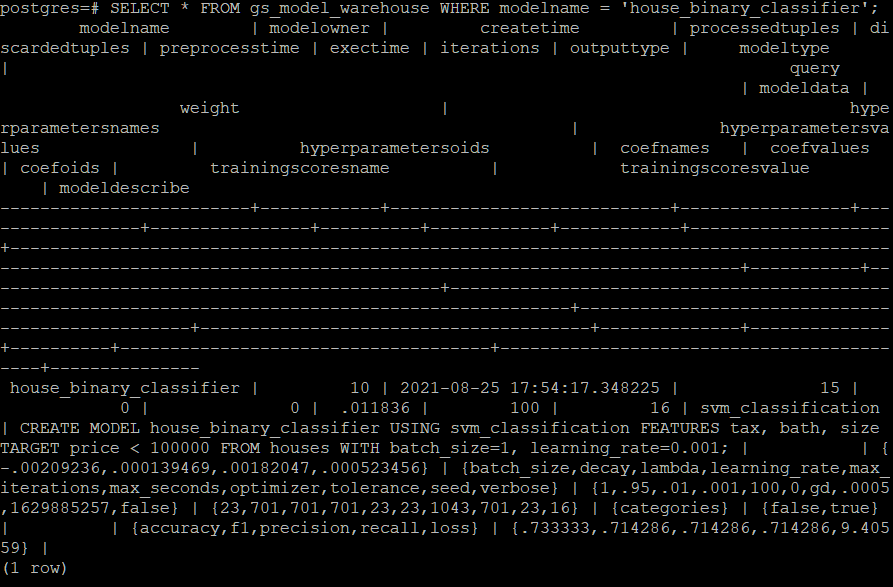 postgres=# SELECT * FROM gs_model_warehouse WHERE modelname = 'house_binary_classifier';
        modelname        | modelowner |         createtime         | processedtuples | di
scardedtuples | preprocesstime | exectime | iterations | outputtype |     modeltype
|                                                                              query
                                                                          | modeldata |
                  weight                    |                                        hype
rparametersnames                                         |              hyperparametersva
lues               |          hyperparametersoids          |  coefnames   |  coefvalues
| coefoids |         trainingscoresname          |            trainingscoresvalue
    | modeldescribe
-------------------------+------------+----------------------------+-----------------+---
--------------+----------------+----------+------------+------------+--------------------
+----------------------------------------------------------------------------------------
--------------------------------------------------------------------------+-----------+--
--------------------------------------------+--------------------------------------------
---------------------------------------------------------+-------------------------------
-------------------+---------------------------------------+--------------+--------------
+----------+-------------------------------------+---------------------------------------
----+---------------
 house_binary_classifier |         10 | 2021-08-25 17:54:17.348225 |              15 |
            0 |              0 |  .011836 |        100 |         16 | svm_classification
| CREATE MODEL house_binary_classifier USING svm_classification FEATURES tax, bath, size
TARGET price < 100000 FROM houses WITH batch_size=1, learning_rate=0.001; |           | {
-.00209236,.000139469,.00182047,.000523456} | {batch_size,decay,lambda,learning_rate,max_
iterations,max_seconds,optimizer,tolerance,seed,verbose} | {1,.95,.01,.001,100,0,gd,.0005
,1629885257,false} | {23,701,701,701,23,23,1043,701,23,16} | {categories} | {false,true}
|          | {accuracy,f1,precision,recall,loss} | {.733333,.714286,.714286,.714286,9.405
59} |
(1 row)